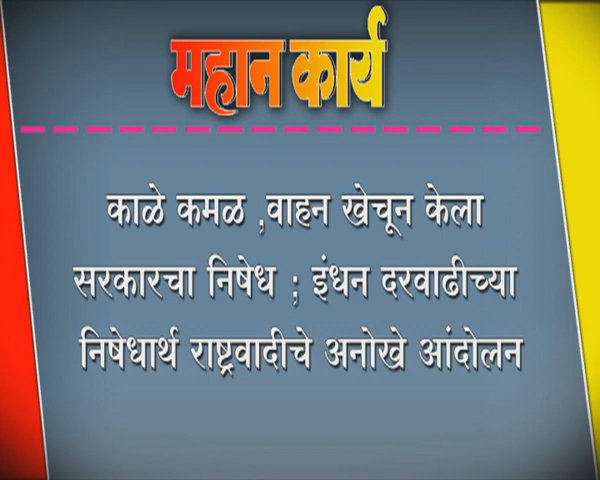 महान कार्य
काळे कमळ ,वाहन खेचून केला
सरकारचा निषेध ; इंधन दरवाढीच्या
निषेधार्थ राष्ट्रवादीचे अनोखे आंदोलन